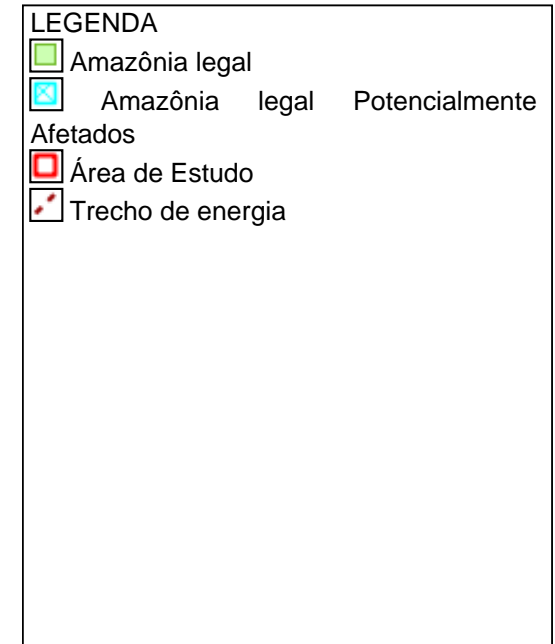 LEGENDA
Amazônia legal
Amazônia legal Potencialmente
Afetados
Área de Estudo
Trecho de energia